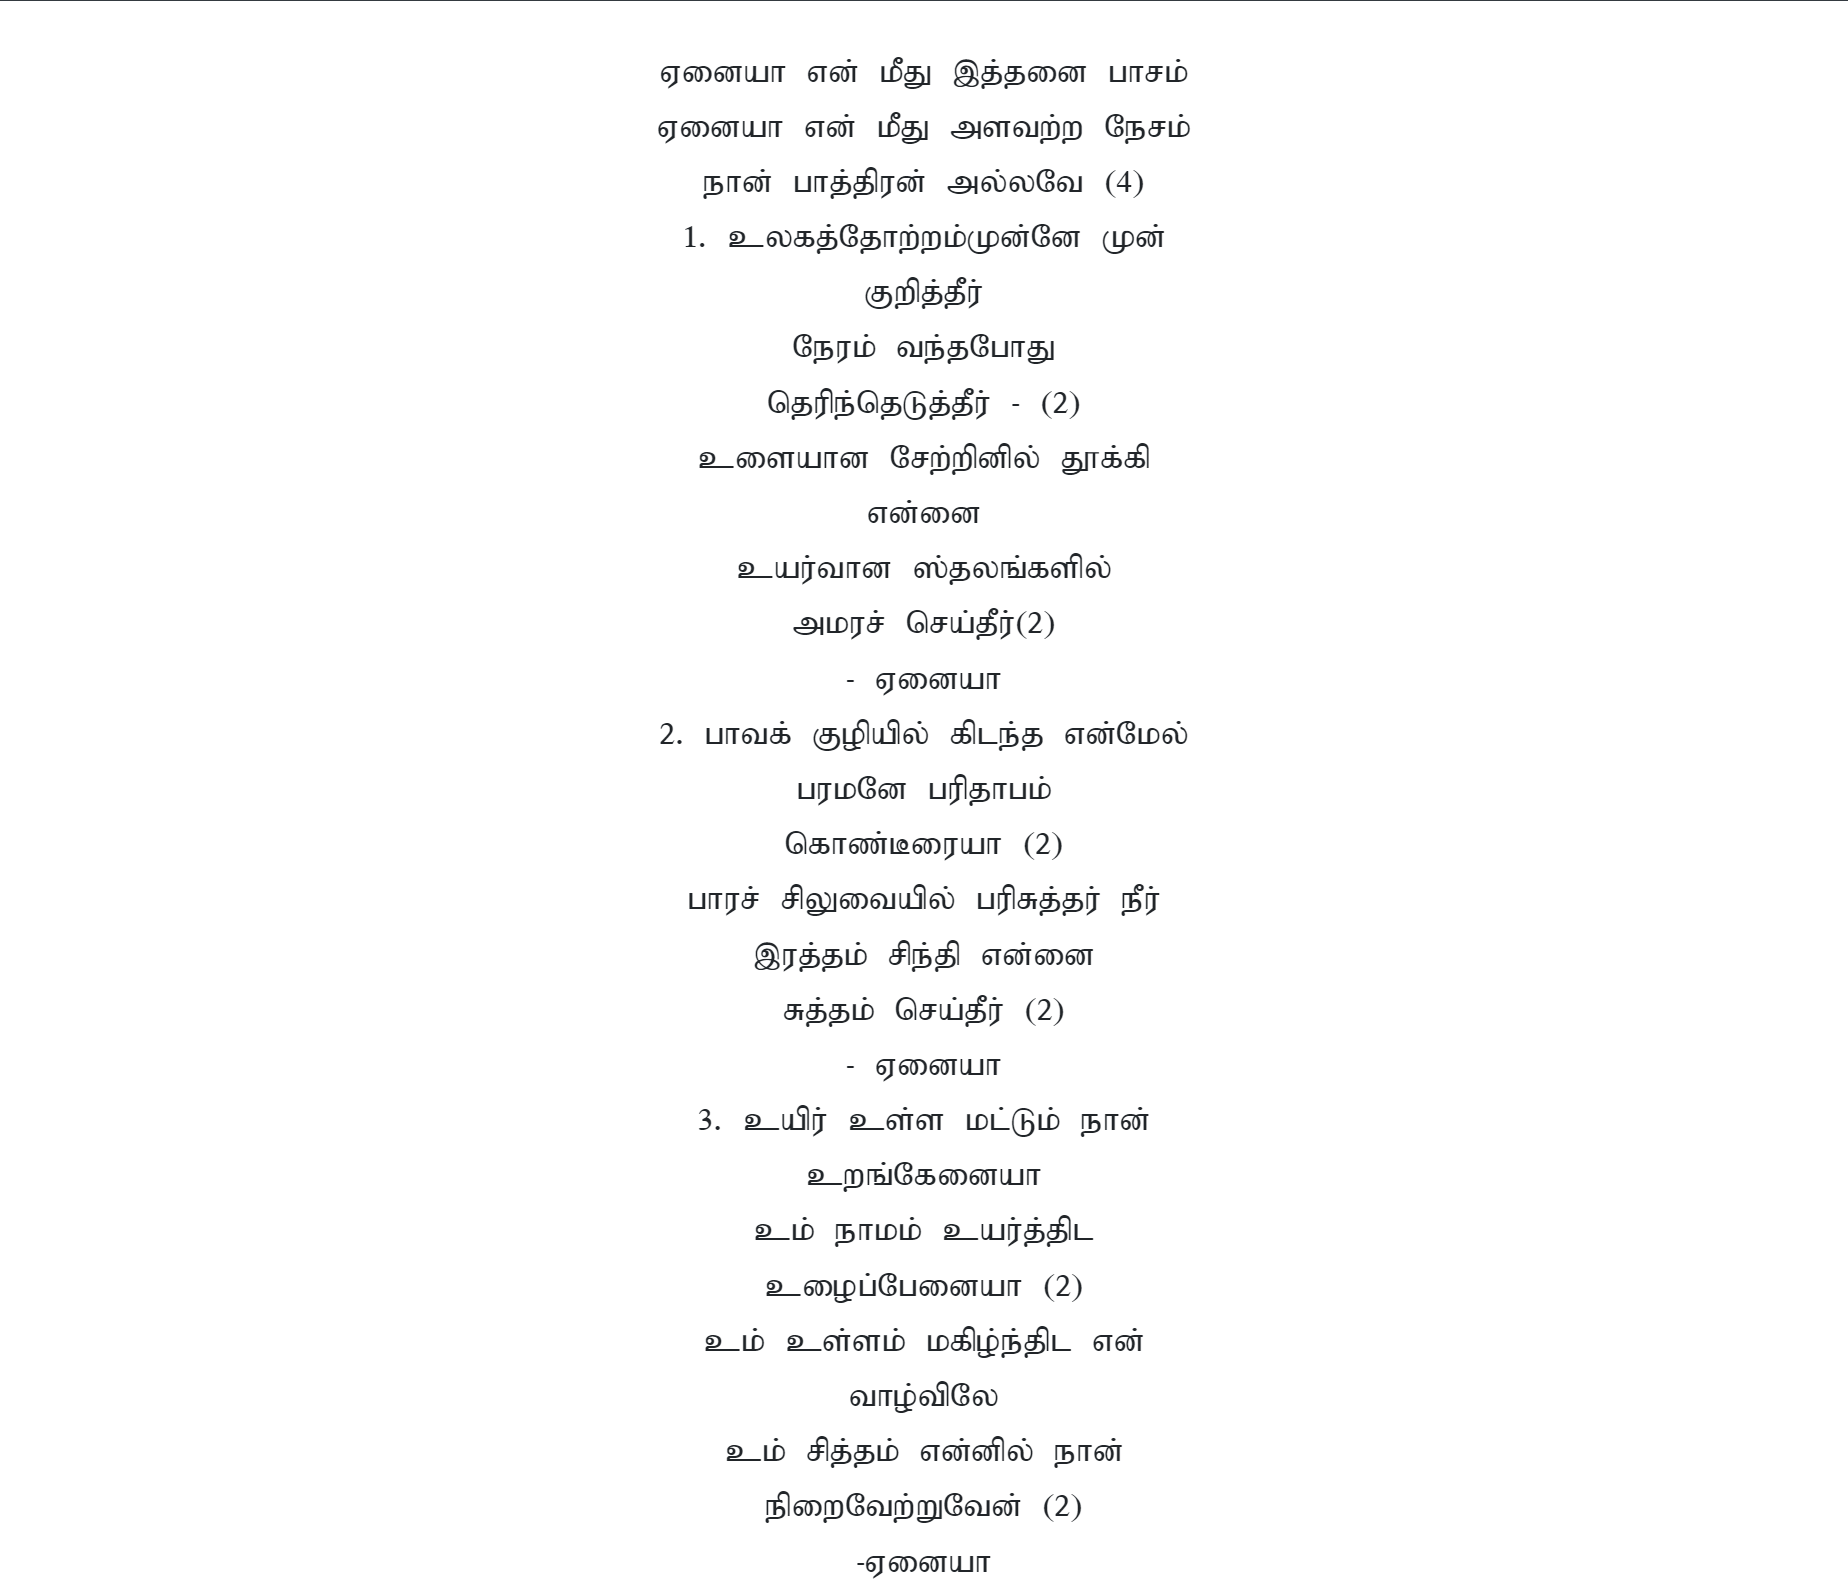 ஏனையா என் மீது இத்தனை பாசம்
ஏனையா என் மீது அளவற்ற நேசம்
நான் பாத்திரன் அல்லவே (4)
1. உலகத்தோற்றம்முன்னே முன்
குறித்தீர்
நேரம் வந்தபோது
தெரிந்தெடுத்தீர் - (2)
உளையான சேற்றினில் தூக்கி
என்னை
உயர்வான ஸ்தலங்களில்
அமரச் செய்தீர்(2)
- ஏனையா
2. பாவக் குழியில் கிடந்த என்மேல்
பரமனே பரிதாபம்
கொண்டீரையா (2)
பாரச் சிலுவையில் பரிசுத்தர் நீர்
இரத்தம் சிந்தி என்னை
சுத்தம் செய்தீர் (2)
- ஏனையா
3. உயிர் உள்ள மட்டும் நான்
உறங்கேனையா
உம் நாமம் உயர்த்திட
உழைப்பேனையா (2)
உம் உள்ளம் மகிழ்ந்திட என்
வாழ்விலே
உம் சித்தம் என்னில் நான்
நிறைவேற்றுவேன் (2)
-ஏனையா